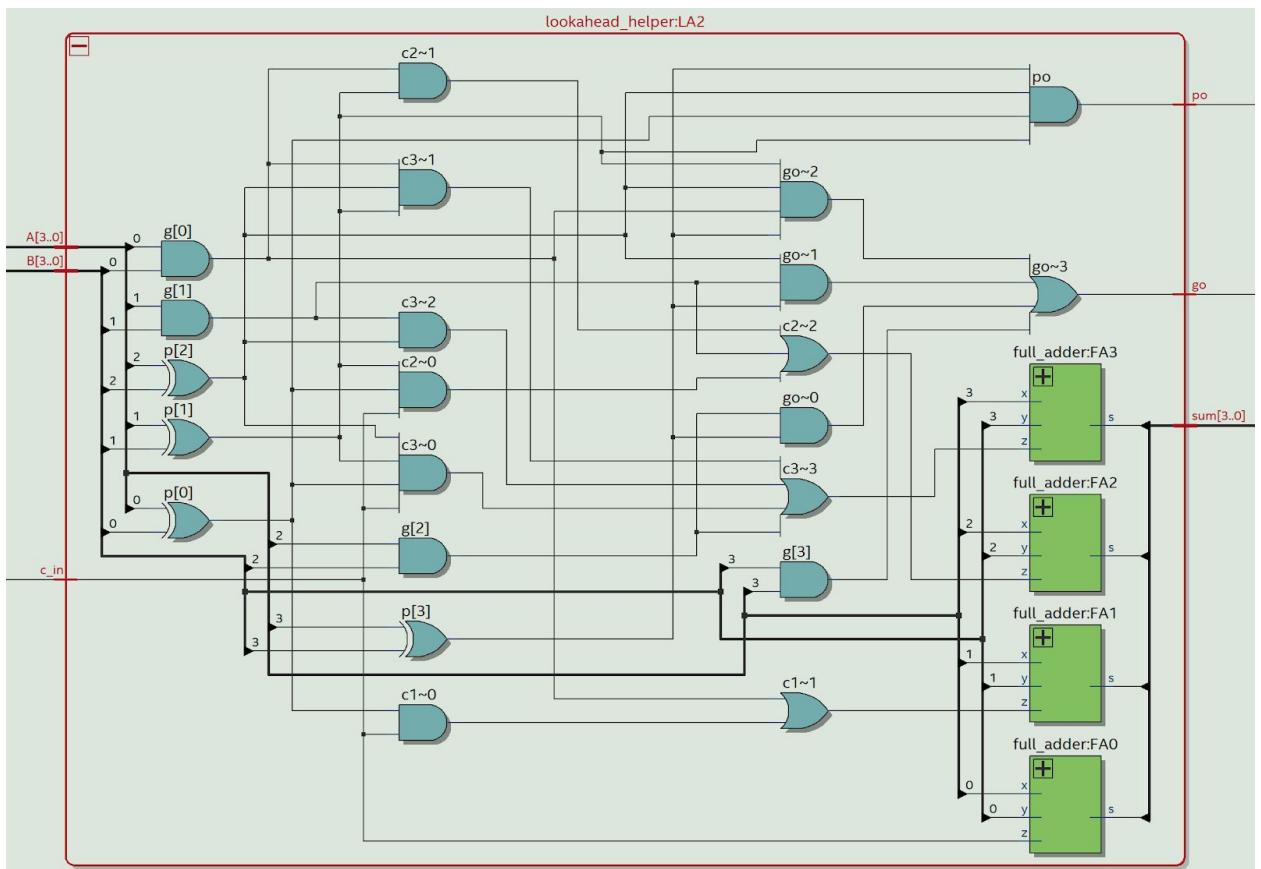 lookahead_helper:LA2
c2~1
po
po
c3~1
go~2
A[3..0]
0
g[0]
B[3..0]
0
go~1
go~3
go
1
g[1]
1
c3~2
c2~2
2
p[2]
2
c2~0
full_adder:FA3
3
x
3
y
s
z
sum[3..0]
1
p[1]
1
go~0
c3~0
c3~3
0
p[0]
0
full_adder:FA2
2
x
2
y
s
z
2
g[2]
2
c_in
3
g[3]
3
3
p[3]
3
full_adder:FA1
1
x
1
y
s
z
c1~0
c1~1
full_adder:FA0
0
x
0
y
s
z